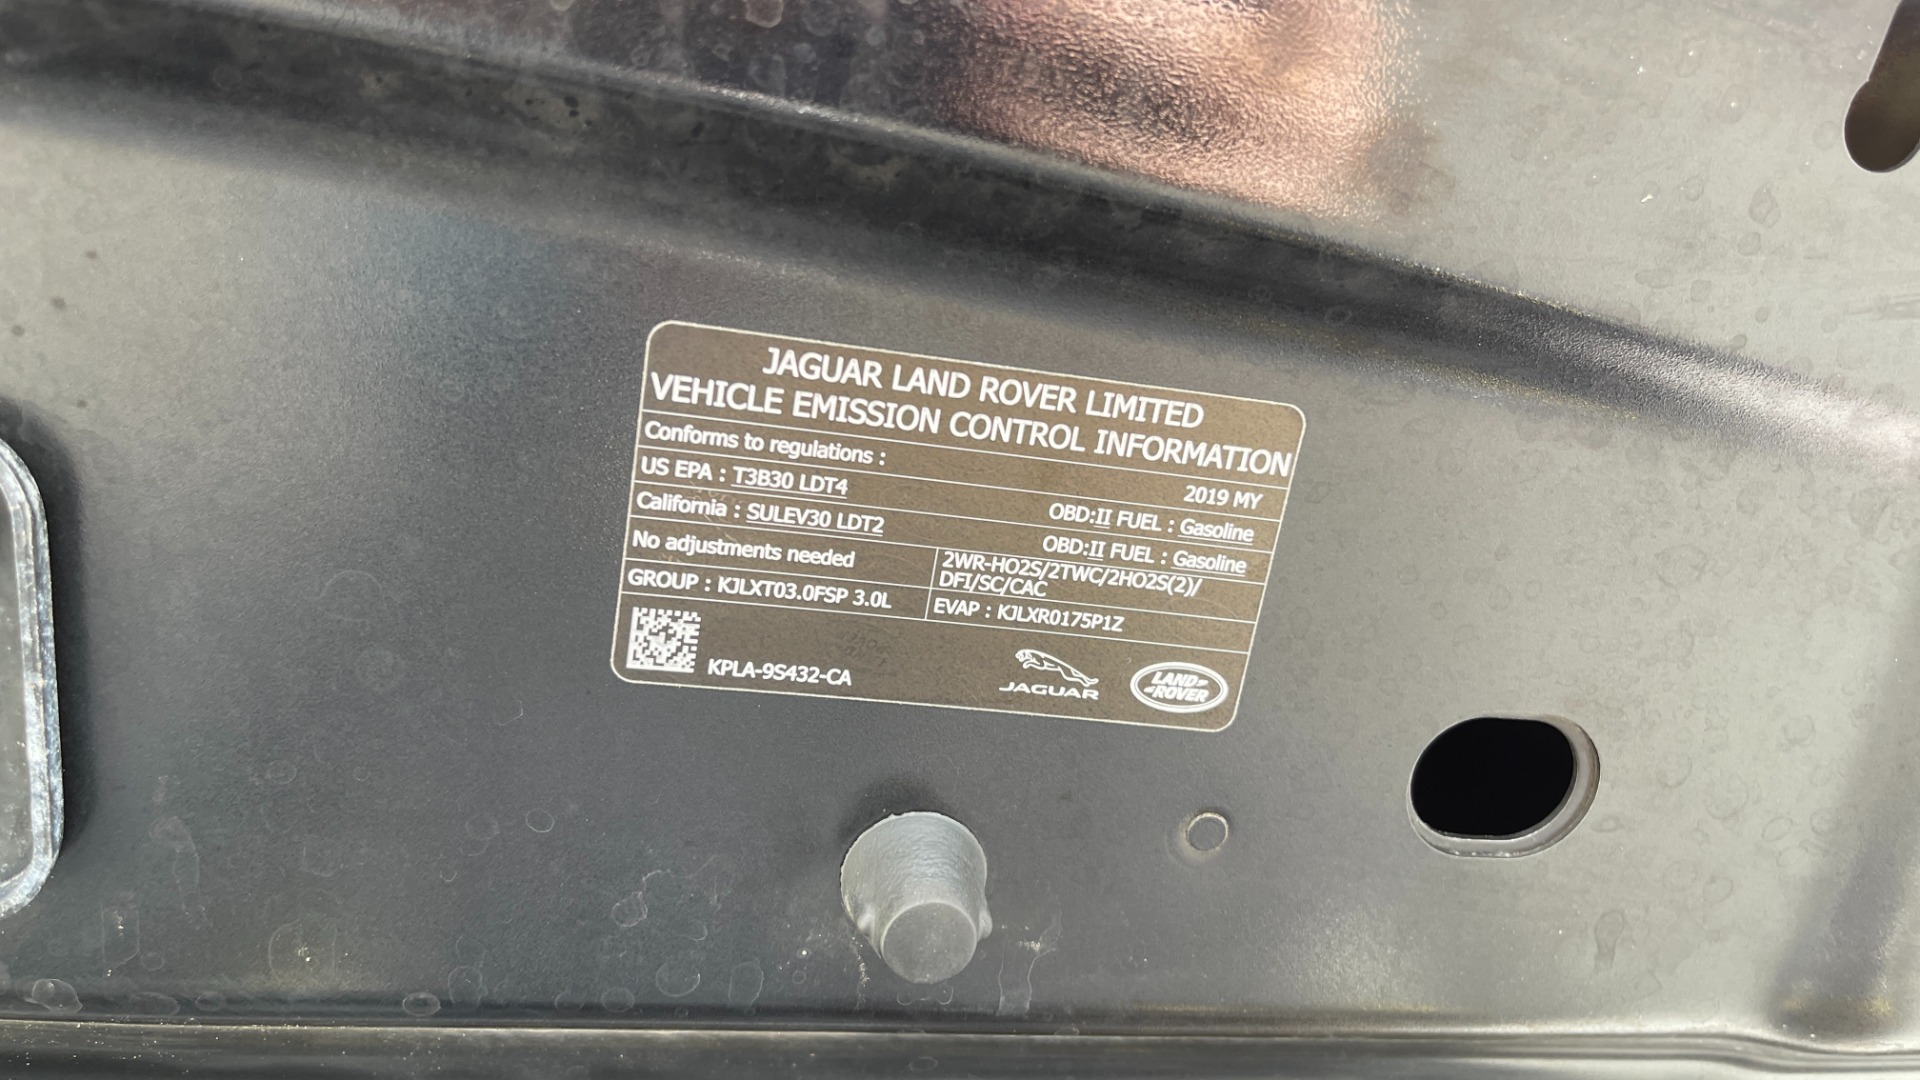 JAGUAR LAND ROVER LIMITED
VEHICLE EMISSION CONTROL INFORMATION
Conforms to regulations :
2019 MY
US EPA : T3B30 LDT4
OBD:II FUEL : Gasoline
California : SULEV30 LDT2
OBD:II FUEL : Gasoline
No adjustments needed
2WR-HO2S/2TWC/2HO2S(2)/
DFI/SC/CAC
GROUP : KJLXT03.0FSP 3.0L
EVAP : KJLXR0175P1Z
KPLA-9S432-CA
JAGUAR
LAND
ROVER